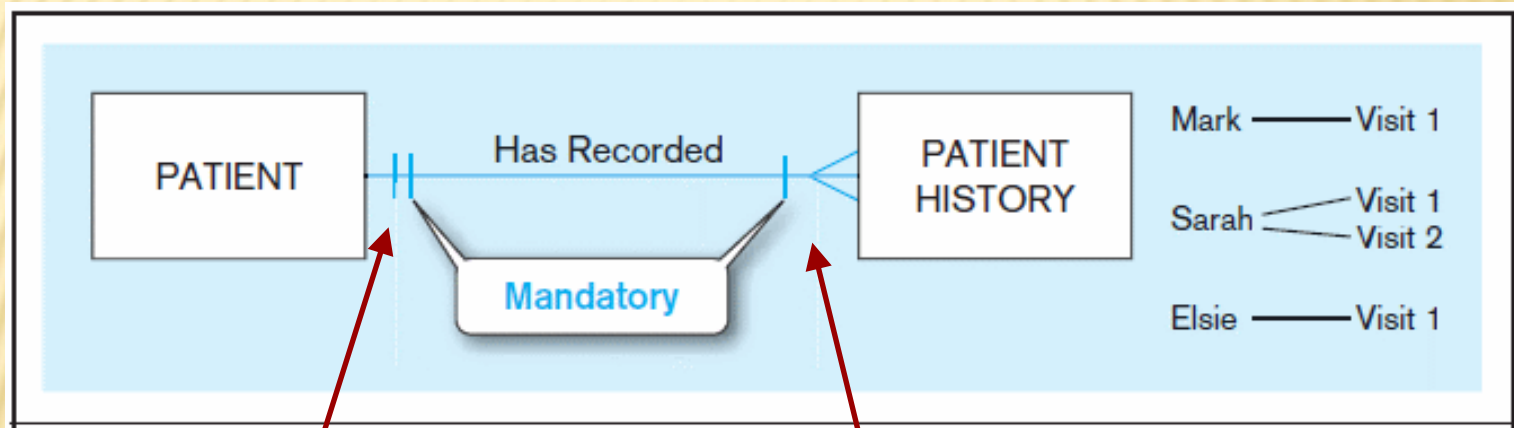 PATIENT
Has Recorded
PATIENT
HISTORY
Mandatory
Mark Visit 1
Sarah Visit 1
Visit 2
Elsie Visit 1